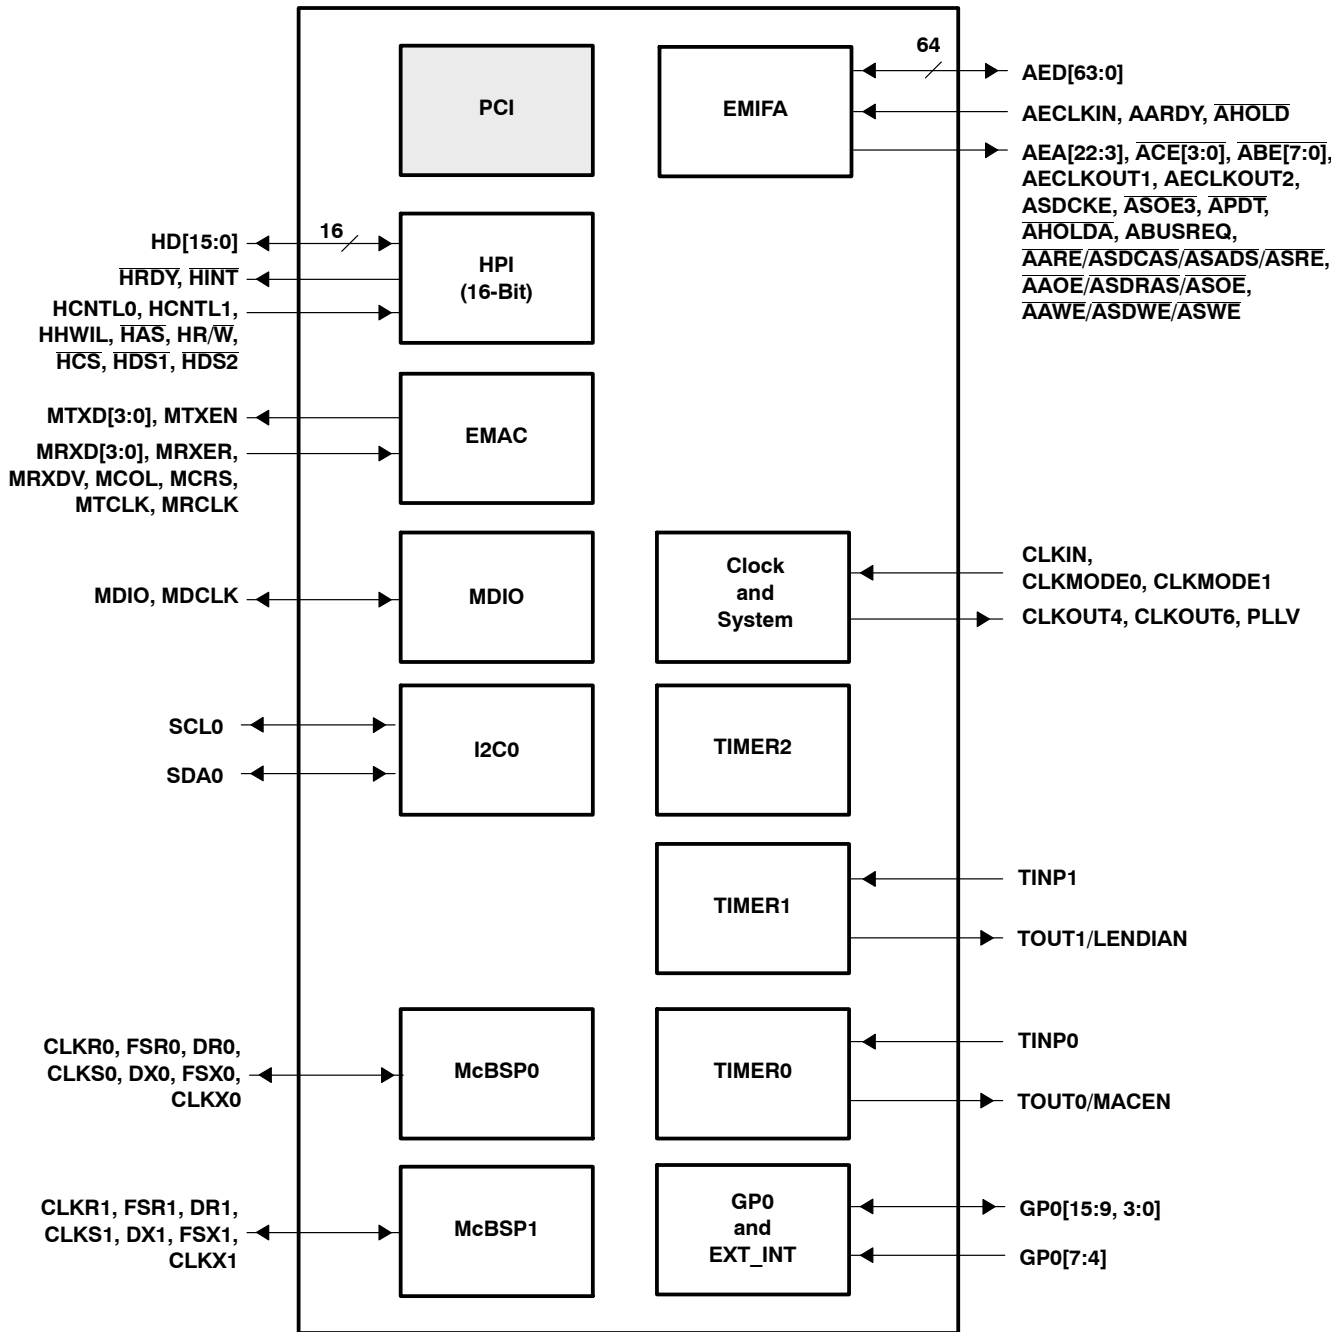 PCI
EMIFA
64
AED[63:0]
AECLKIN, AARDY, AHOLD
AEA[22:3], ACE[3:0], ABE[7:0],
AECLKOUT1, AECLKOUT2,
ASDCKE, ASOE3, APDT,
AHOLDA, ABUSREQ,
AARE/ASDCAS/ASADS/ASRE,
AAOE/ASDRAS/ASOE,
AAWE/ASDWE/ASWE
HD[15:0]
16
HRDY, HINT
HCNTL0, HCNTL1,
HHWIL, HAS, HR/W,
HCS, HDS1, HDS2
HPI
(16-Bit)
MTXD[3:0], MTXEN
MRXD[3:0], MRXER,
MRXDV, MCOL, MCRS,
MTCLK, MRCLK
EMAC
MDIO, MDCLK
MDIO
Clock
and
System
CLKIN,
CLKMODE0, CLKMODE1
CLKOUT4, CLKOUT6, PLLV
SCL0
SDA0
I2C0
TIMER2
TIMER1
TINP1
TOUT1/LENDIAN
CLKR0, FSR0, DR0,
CLKS0, DX0, FSX0,
CLKX0
McBSP0
TIMER0
TINP0
TOUT0/MACEN
CLKR1, FSR1, DR1,
CLKS1, DX1, FSX1,
CLKX1
McBSP1
GP0
and
EXT_INT
GP0[15:9, 3:0]
GP0[7:4]